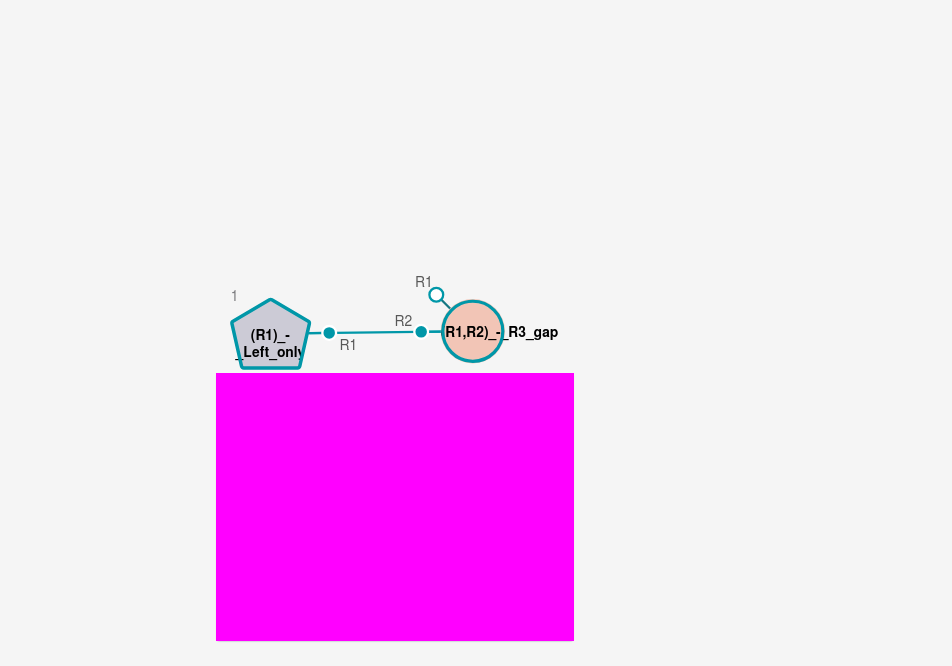 R1
1
R2
(R1)_-
_Left_only
R1
R1,R2)_-_R3_gap